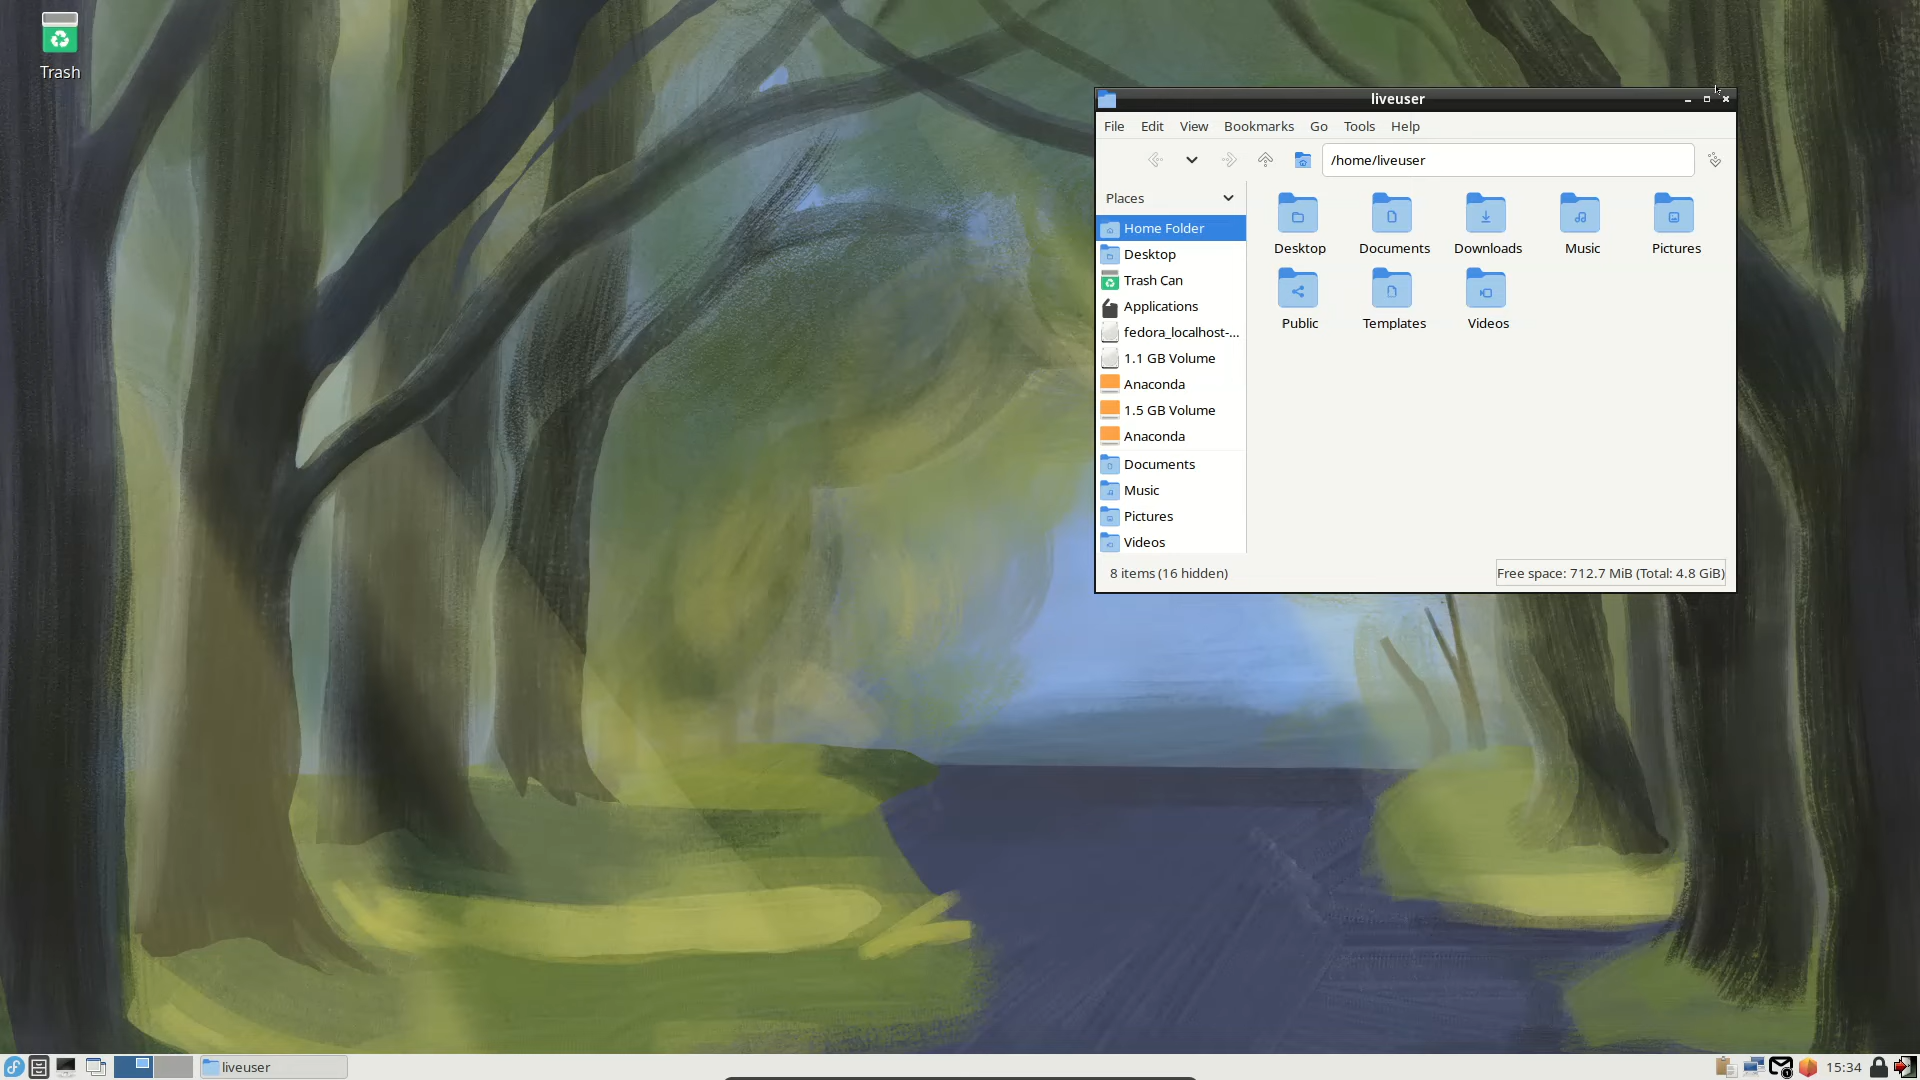 Trash
liveuser
File Edit View Bookmarks Go Tools Help
/home/liveuser
Places
Home Folder
Desktop
Trash Can
Applications
fedora_localhost-...
1.1 GB Volume
Anaconda
1.5 GB Volume
Anaconda
Documents
Music
Pictures
Videos
Desktop Documents Downloads Music Pictures
Public Templates Videos
8 items (16 hidden)
Free space: 712.7 MiB (Total: 4.8 GiB)
liveuser
15:34